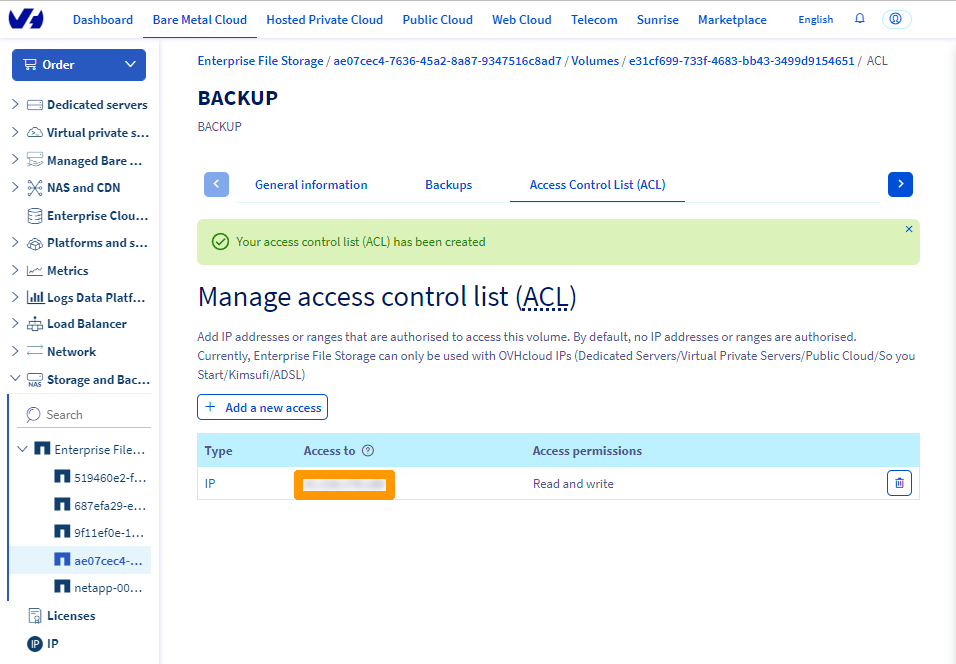 Dashboard Bare Metal Cloud Hosted Private Cloud Public Cloud Web Cloud Telecom Sunrise Marketplace English
Order
Dedicated servers
Virtual private s...
Managed Bare ...
NAS and CDN
Enterprise Clou...
Platforms and s...
Metrics
Logs Data Platf...
Load Balancer
Network
NAS Storage and Bac...
Search
Enterprise File...
519460e2-f...
687efa29-e...
9f11ef0e-1...
ae07cec4-...
netapp-00...
Licenses
IP IP
Enterprise File Storage / ae07cec4-7636-45a2-8a87-9347516c8ad7 / Volumes / e31cf699-733f-4683-bb43-3499d9154651 / ACL
BACKUP
BACKUP
General information Backups Access Control List (ACL)
Your access control list (ACL) has been created
Manage access control list (ACL)
Add IP addresses or ranges that are authorised to access this volume. By default, no IP addresses or ranges are authorised.
Currently, Enterprise File Storage can only be used with OVHcloud IPs (Dedicated Servers/Virtual Private Servers/Public Cloud/So you
Start/Kimsufi/ADSL)
+ Add a new access
Type Access to ? Access permissions
IP Read and write